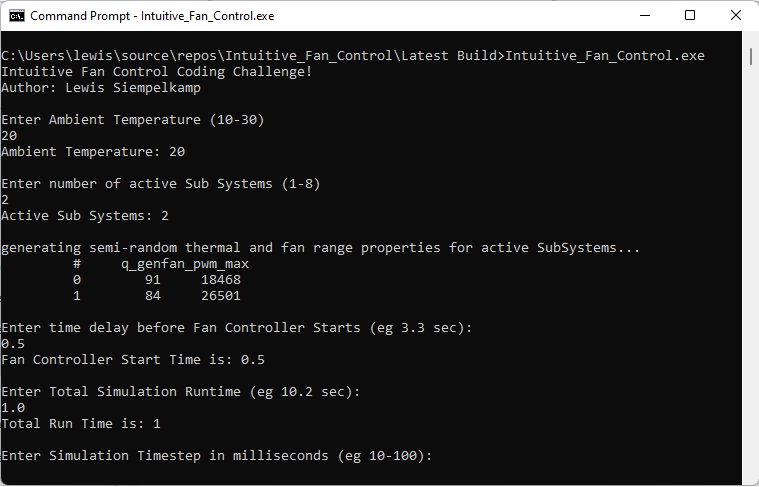 Command Prompt - Intuitive_Fan_Control.exe
C:\Users\lewis\source\repos\Intuitive_Fan_Control\Latest Build>Intuitive_Fan_Control.exe
Intuitive Fan Control Coding Challenge!
Author: Lewis Siempelkamp
Enter Ambient Temperature (10-30)
20
Ambient Temperature: 20
Enter number of active Sub Systems (1-8)
2
Active Sub Systems: 2
generating semi-random thermal and fan range properties for active SubSystems...
# q_genfan_pwm_max
0 91 18468
1 84 26501
Enter time delay before Fan Controller Starts (eg 3.3 sec):
0.5
Fan Controller Start Time is: 0.5
Enter Total Simulation Runtime (eg 10.2 sec):
1.0
Total Run Time is: 1
Enter Simulation Timestep in milliseconds (eg 10-100):